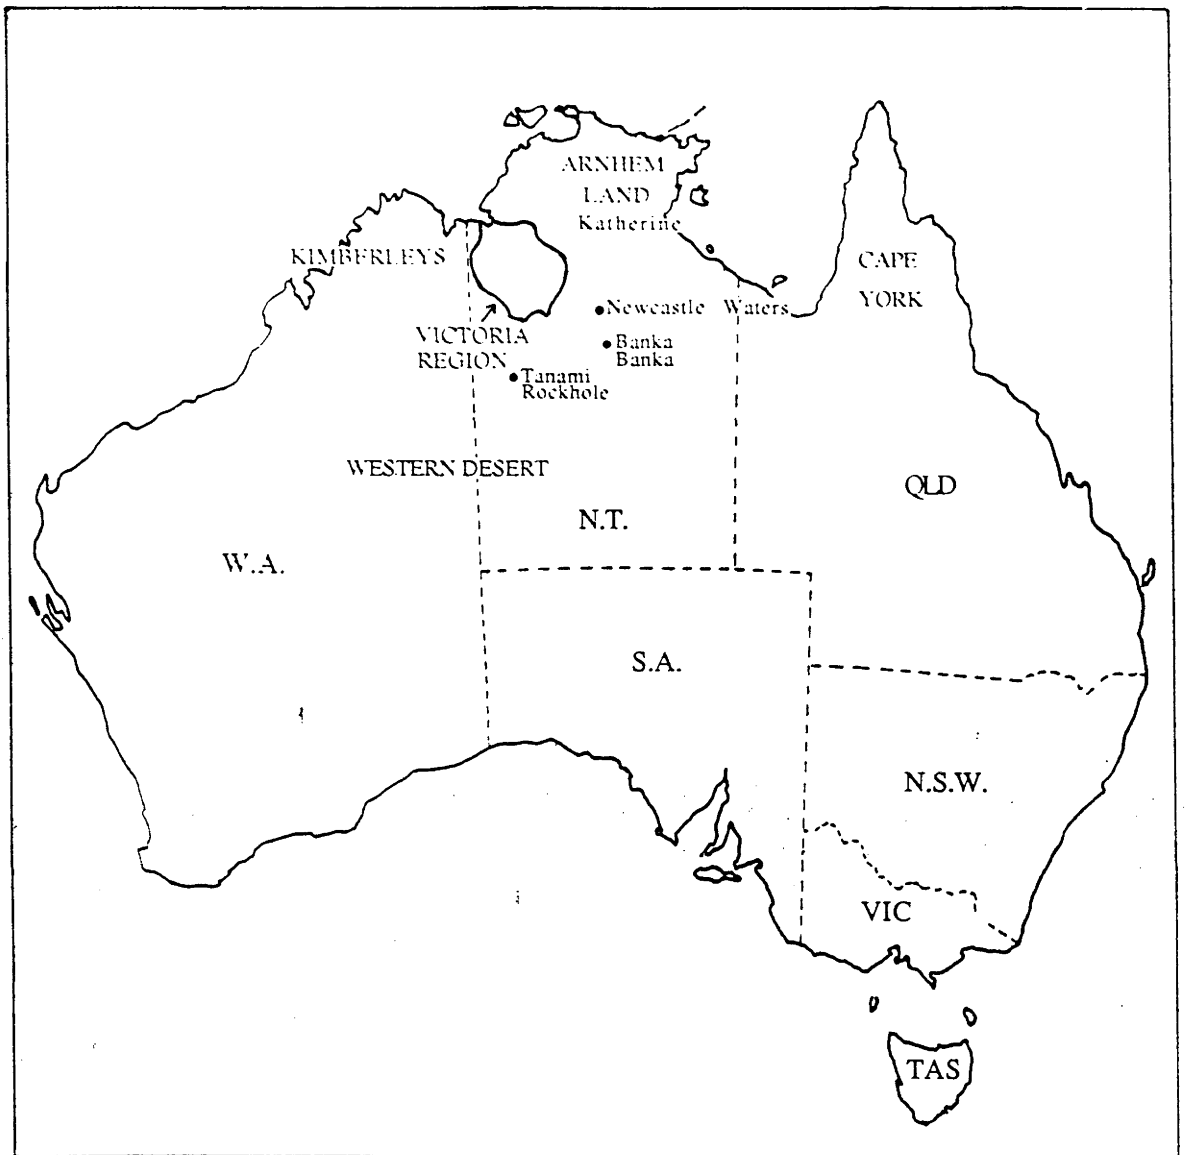 ARNHEM
LAND
Katherine
KIMBERLEYS
CAPE
YORK
Newcastle Waters
VICTORIA
REGION
Banka
Banka
Tanami
Rockhole
WESTERN DESERT
QLD
N.T.
W.A.
S.A.
N.S.W.
VIC
TAS